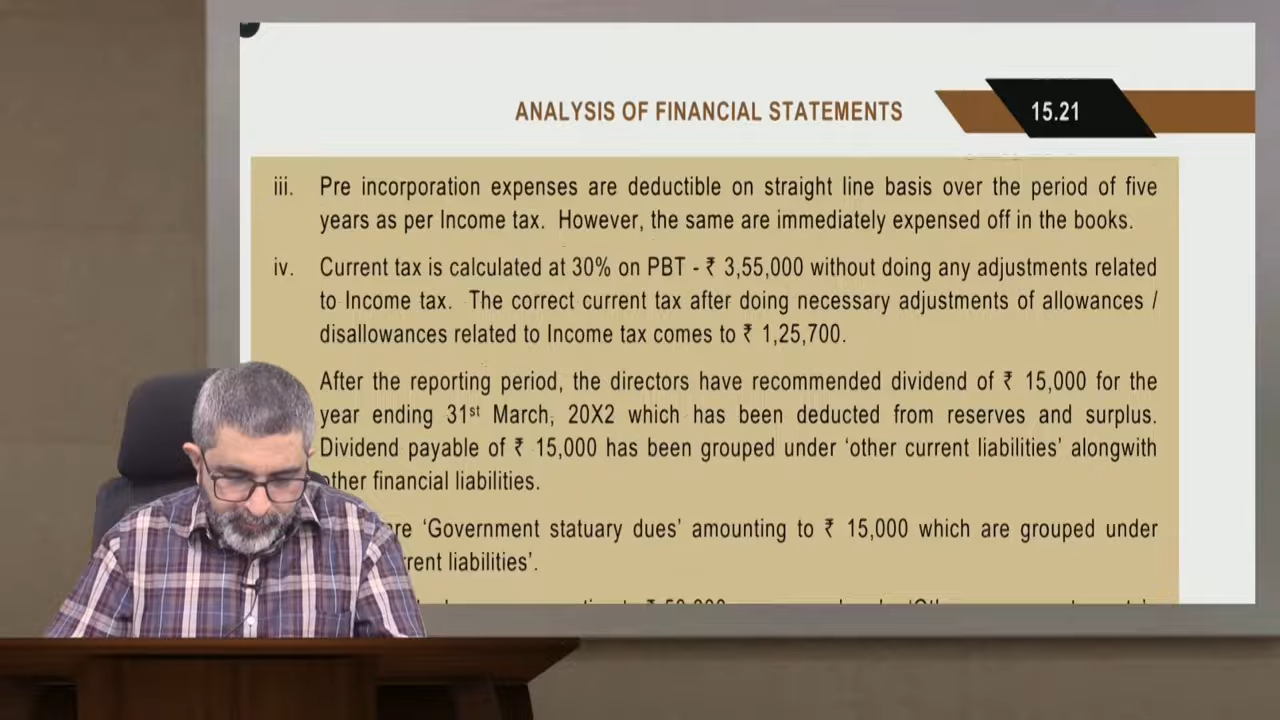 ANALYSIS OF FINANCIAL STATEMENTS
15.21
iii. Pre incorporation expenses are deductible on straight line basis over the period of five
years as per Income tax. However, the same are immediately expensed off in the books.
iv. Current tax is calculated at 30% on PBT - ₹ 3,55,000 without doing any adjustments related
to Income tax. The correct current tax after doing necessary adjustments of allowances /
disallowances related to Income tax comes to ₹ 1,25,700.
After the reporting period, the directors have recommended dividend of ₹ 15,000 for the
year ending 31st March, 20X2 which has been deducted from reserves and surplus.
Dividend payable of ₹ 15,000 has been grouped under 'other current liabilities' alongwith
other financial liabilities.
'Government statuary dues' amounting to ₹ 15,000 which are grouped under
liabilities'.